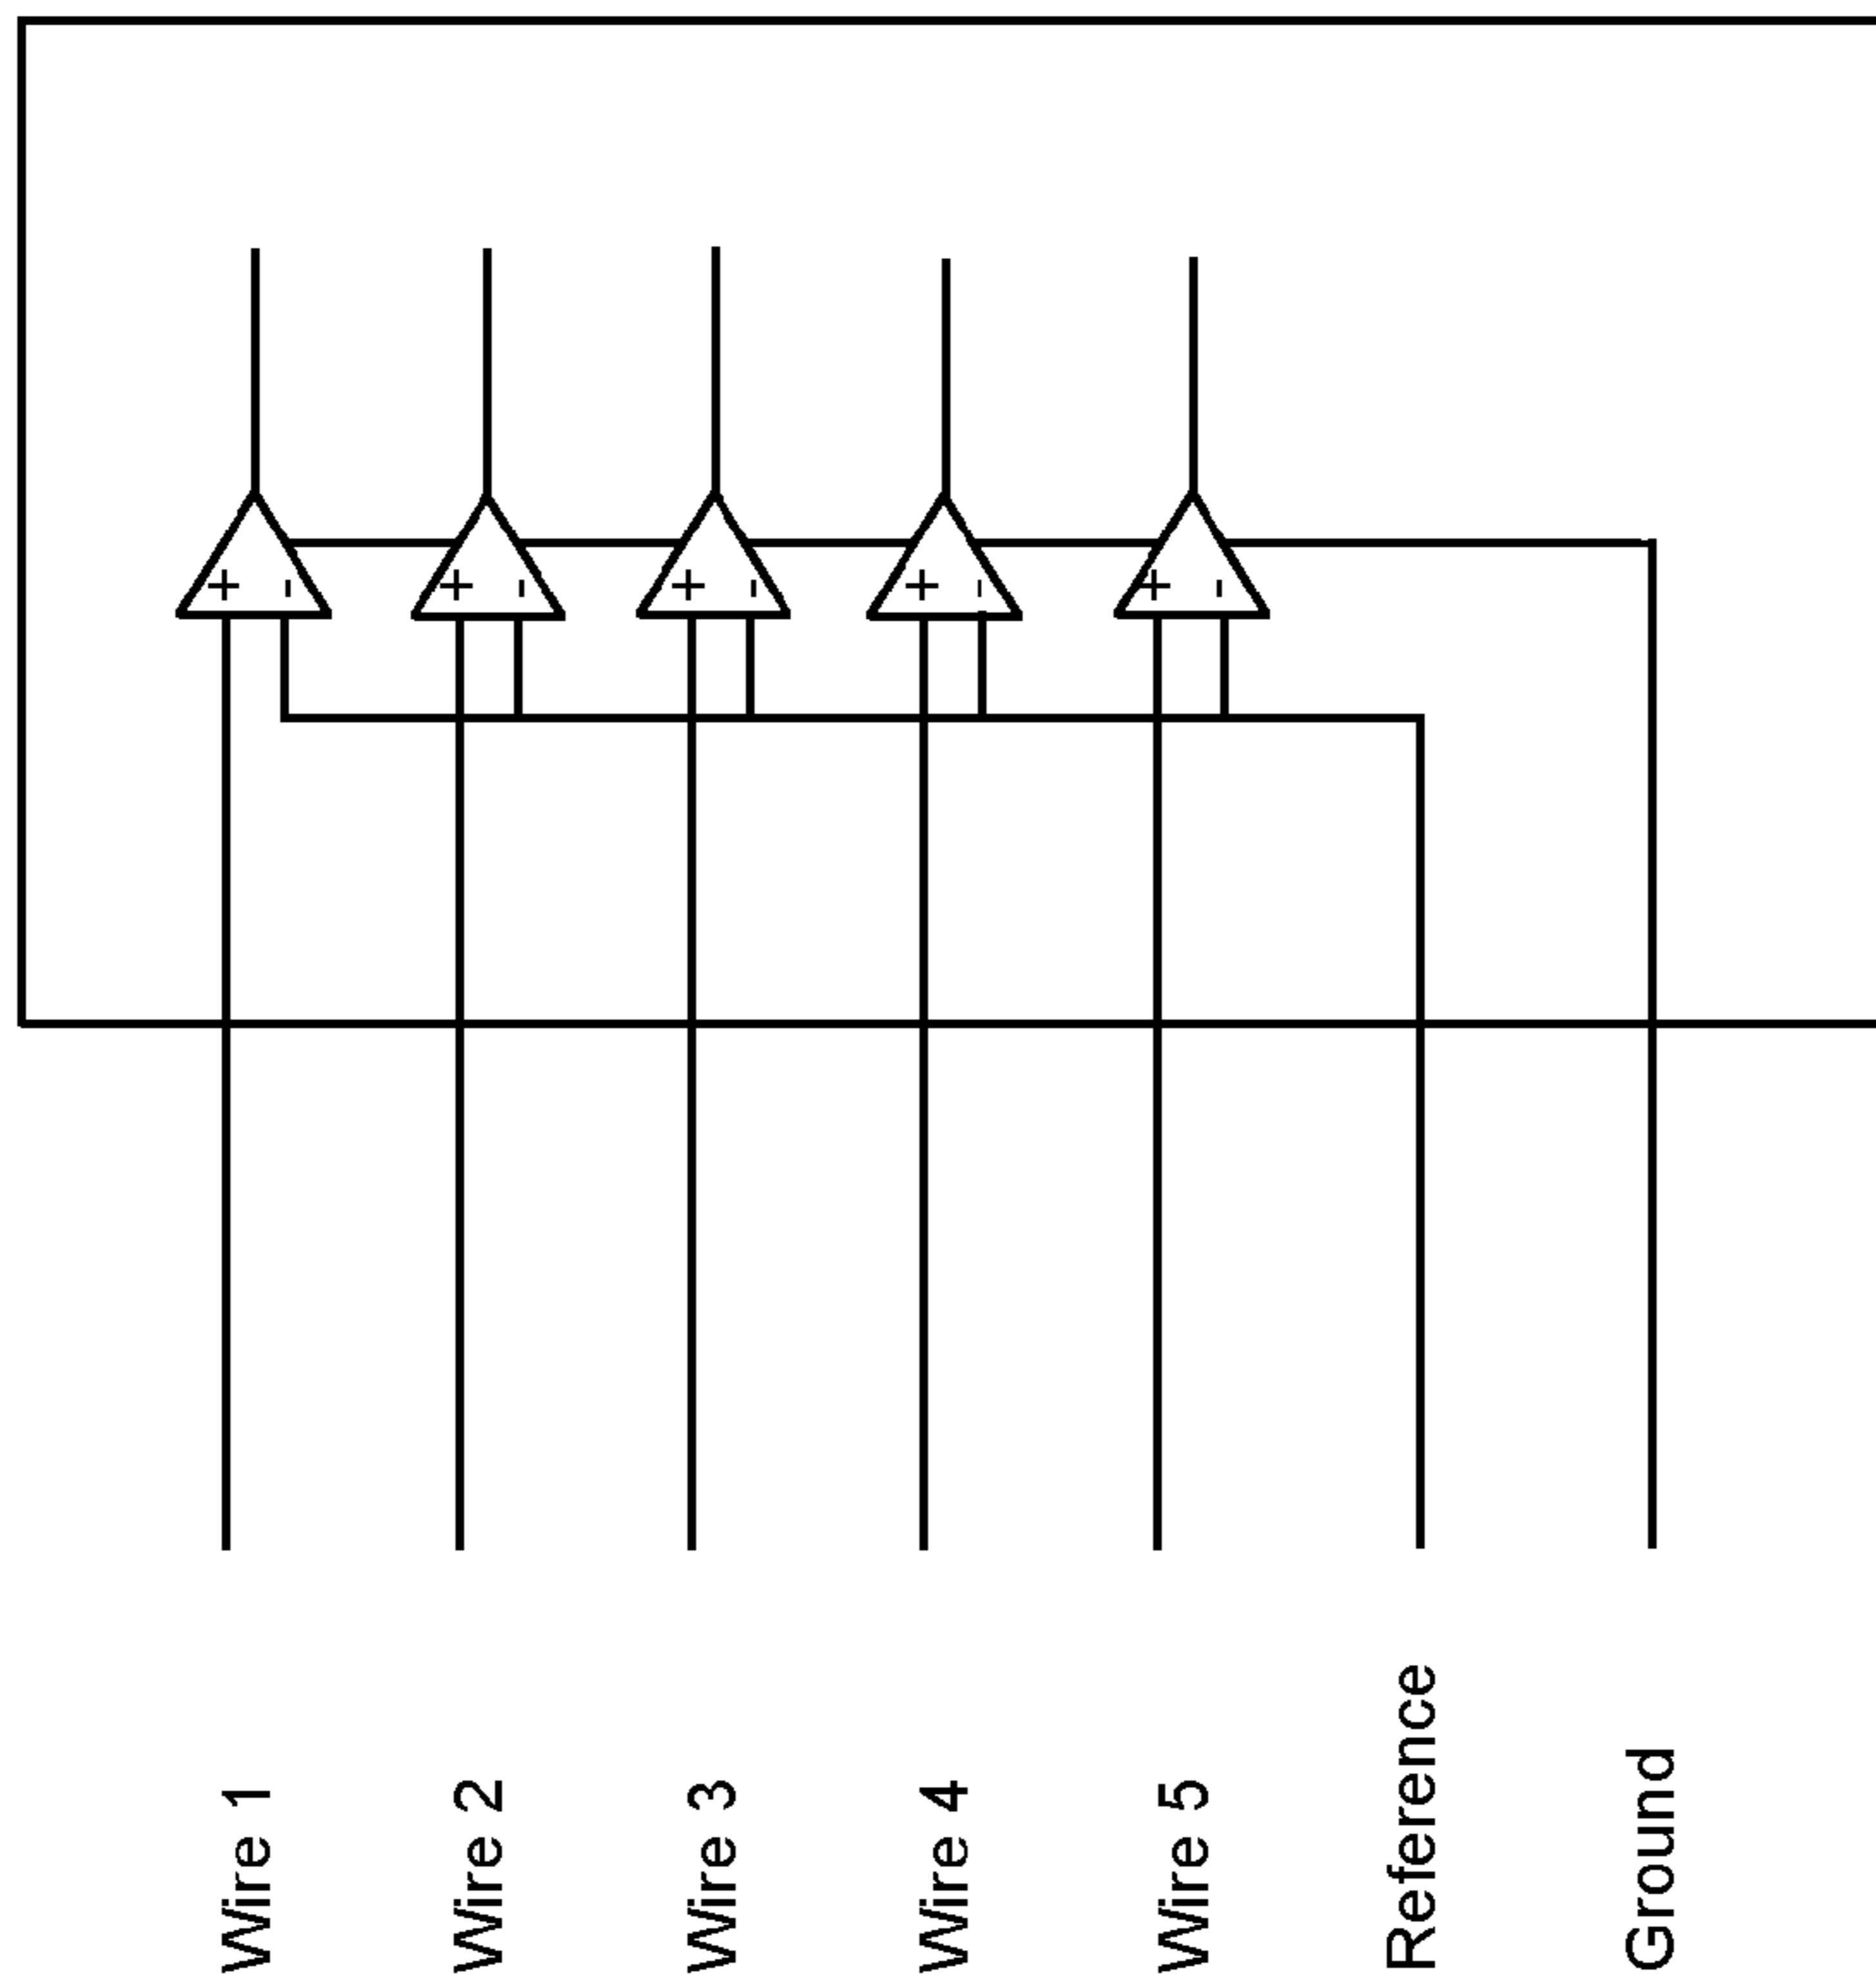 + -
+ -
+ -
+ -
+ -
Wire 1
Wire 2
Wire 3
Wire 4
Wire 5
Reference
Ground